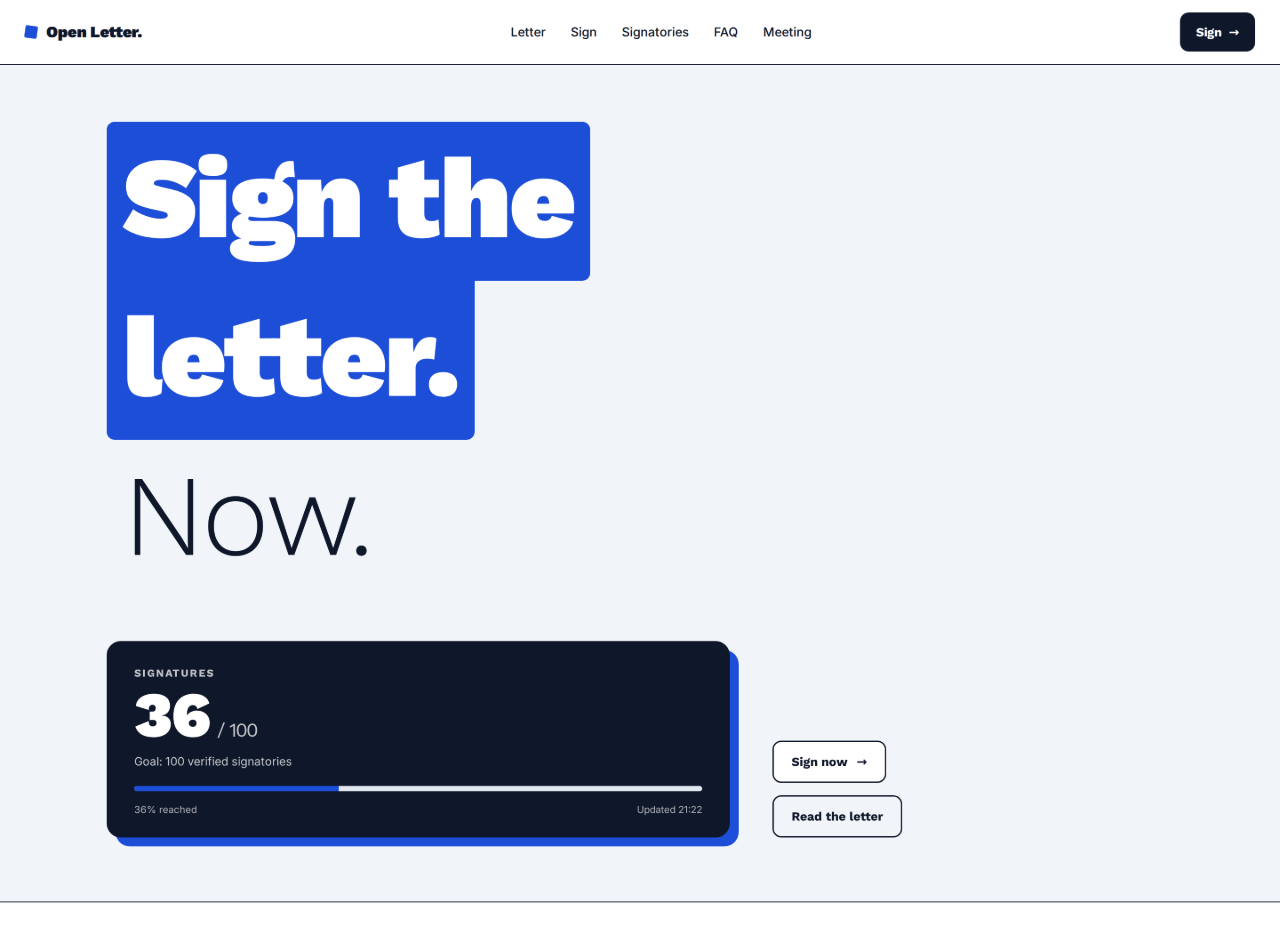 Open Letter.
Letter
Sign
Signatories
FAQ
Meeting
Sign →
Sign the
letter.
Now.
SIGNATURES
36 / 100
Goal: 100 verified signatories
36% reached
Updated 21:22
Sign now →
Read the letter